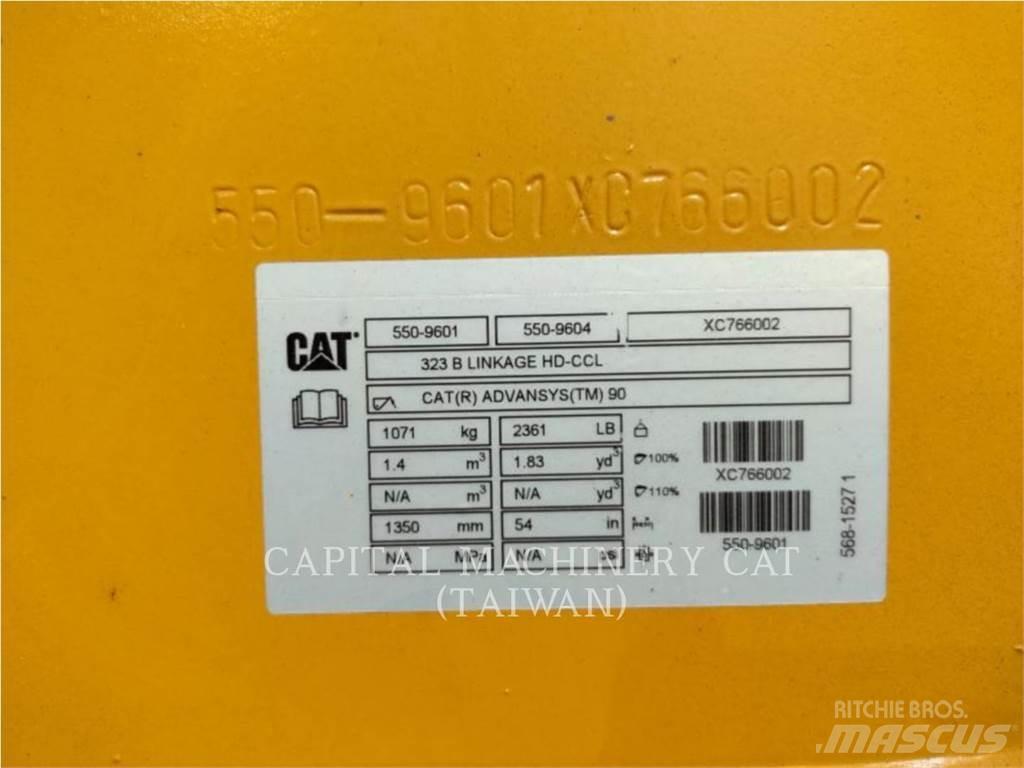 550-9601XC766002
CAT 550-9601 550-9604 XC766002
323 B LINKAGE HD-CCL
CAT(R) ADVANSYS(TM) 90
1071 kg 2361 LB
1.4 m³ 1.83 yd³ 100%
XC766002
N/A m³ N/A yd³ 110%
1350 mm 54 in
550-9601
N/A MPa N/A
568-1527 1
CAPITAL MACHINERY CAT
(TAIWAN)
RITCHIE BROS.
MASCUS